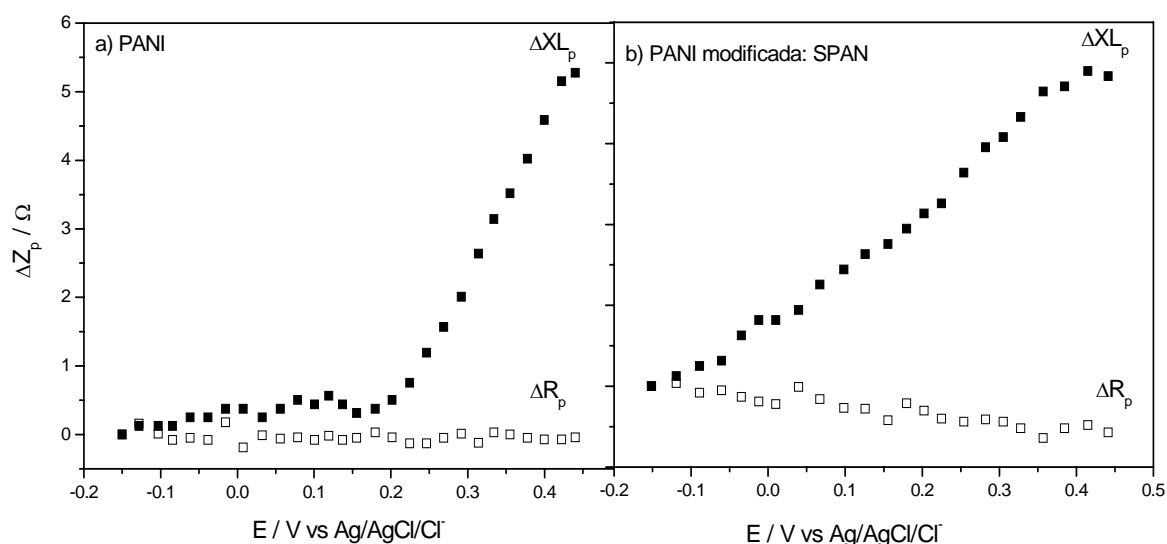 a) PANI
ΔXLp
ΔRp
ΔZp / Ω
6
5
4
3
2
1
0
-0.2 -0.1 0.0 0.1 0.2 0.3 0.4
E / V vs Ag/AgCl/Cl-
b) PANI modificada: SPAN
ΔXLp
ΔRp
-0.2 -0.1 0.0 0.1 0.2 0.3 0.4 0.5
E / V vs Ag/AgCl/Cl-